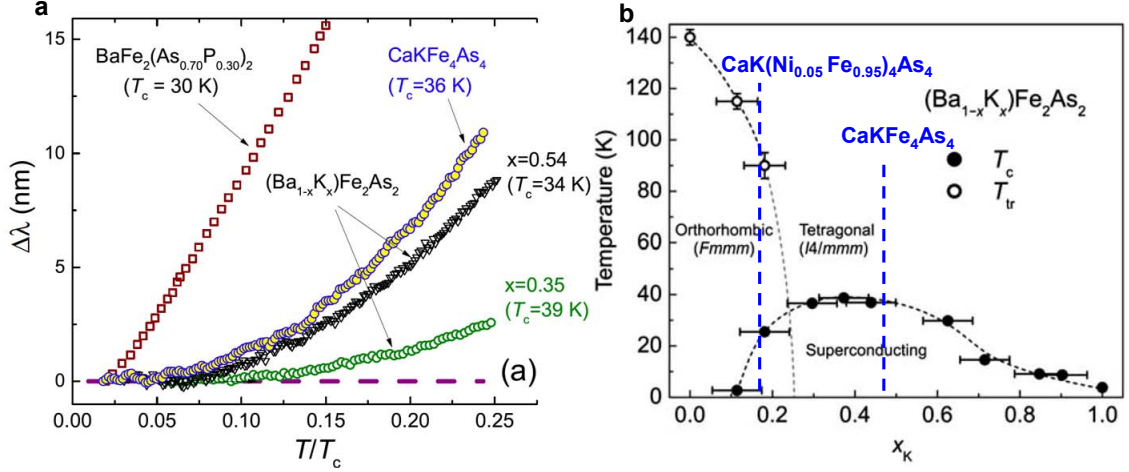 a
15
10
5
0
Δλ (nm)
BaFe₂(As₀.₇₀P₀.₃₀)₂
(Tc = 30 K)
CaKFe₄As₄
(Tc=36 K)
x=0.54
(Tc=34 K)
(Ba₁₋ₓKₓ)Fe₂As₂
x=0.35
(Tc=39 K)
(a)
0.00 0.05 0.10 0.15 0.20 0.25
T/Tc
b
140
120
100
80
60
40
20
0
Temperature (K)
CaK(Ni₀.₀₅ Fe₀.₉₅)₄As₄
(Ba₁₋ₓKₓ)Fe₂As₂
CaKFe₄As₄
Tc
Ttr
Orthorhombic
(Fmmm)
Tetragonal
(I4/mmm)
Superconducting
0.0 0.2 0.4 0.6 0.8 1.0
xK